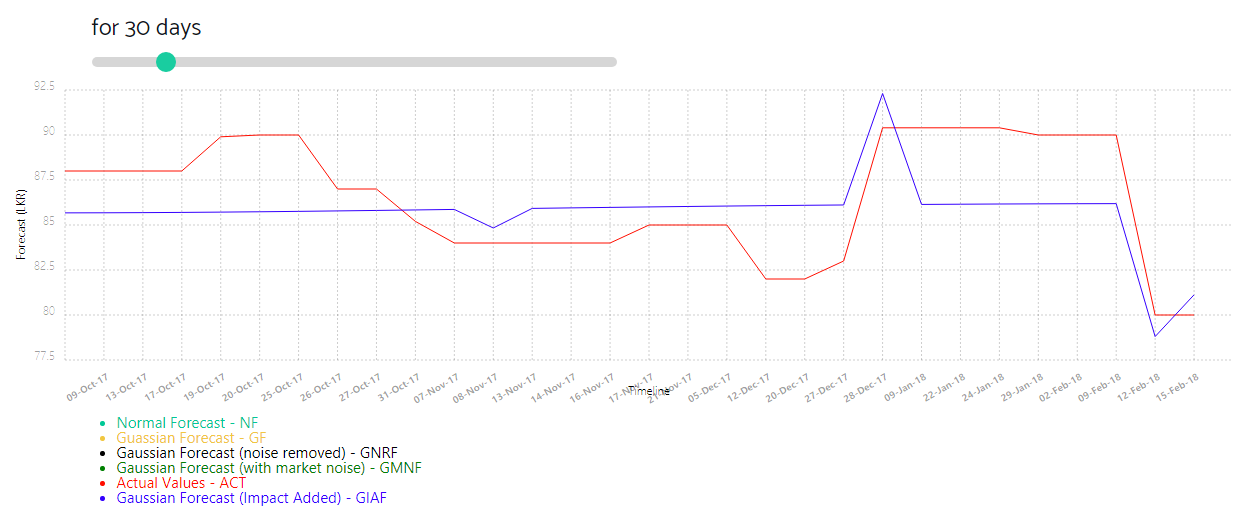 for 30 days
92.5
90
87.5
85
82.5
80
77.5
Forecast (LKR)
09-Oct-17
13-Oct-17
17-Oct-17
19-Oct-17
20-Oct-17
25-Oct-17
26-Oct-17
27-Oct-17
31-Oct-17
07-Nov-17
08-Nov-17
13-Nov-17
14-Nov-17
16-Nov-17
17-Nov-17
21-Nov-17
05-Dec-17
12-Dec-17
20-Dec-17
27-Dec-17
28-Dec-17
09-Jan-18
22-Jan-18
24-Jan-18
29-Jan-18
02-Feb-18
09-Feb-18
12-Feb-18
15-Feb-18
Timeline
Normal Forecast - NF
Guassian Forecast - GF
Gaussian Forecast (noise removed) - GNRF
Gaussian Forecast (with market noise) - GMNF
Actual Values - ACT
Gaussian Forecast (Impact Added) - GIAF